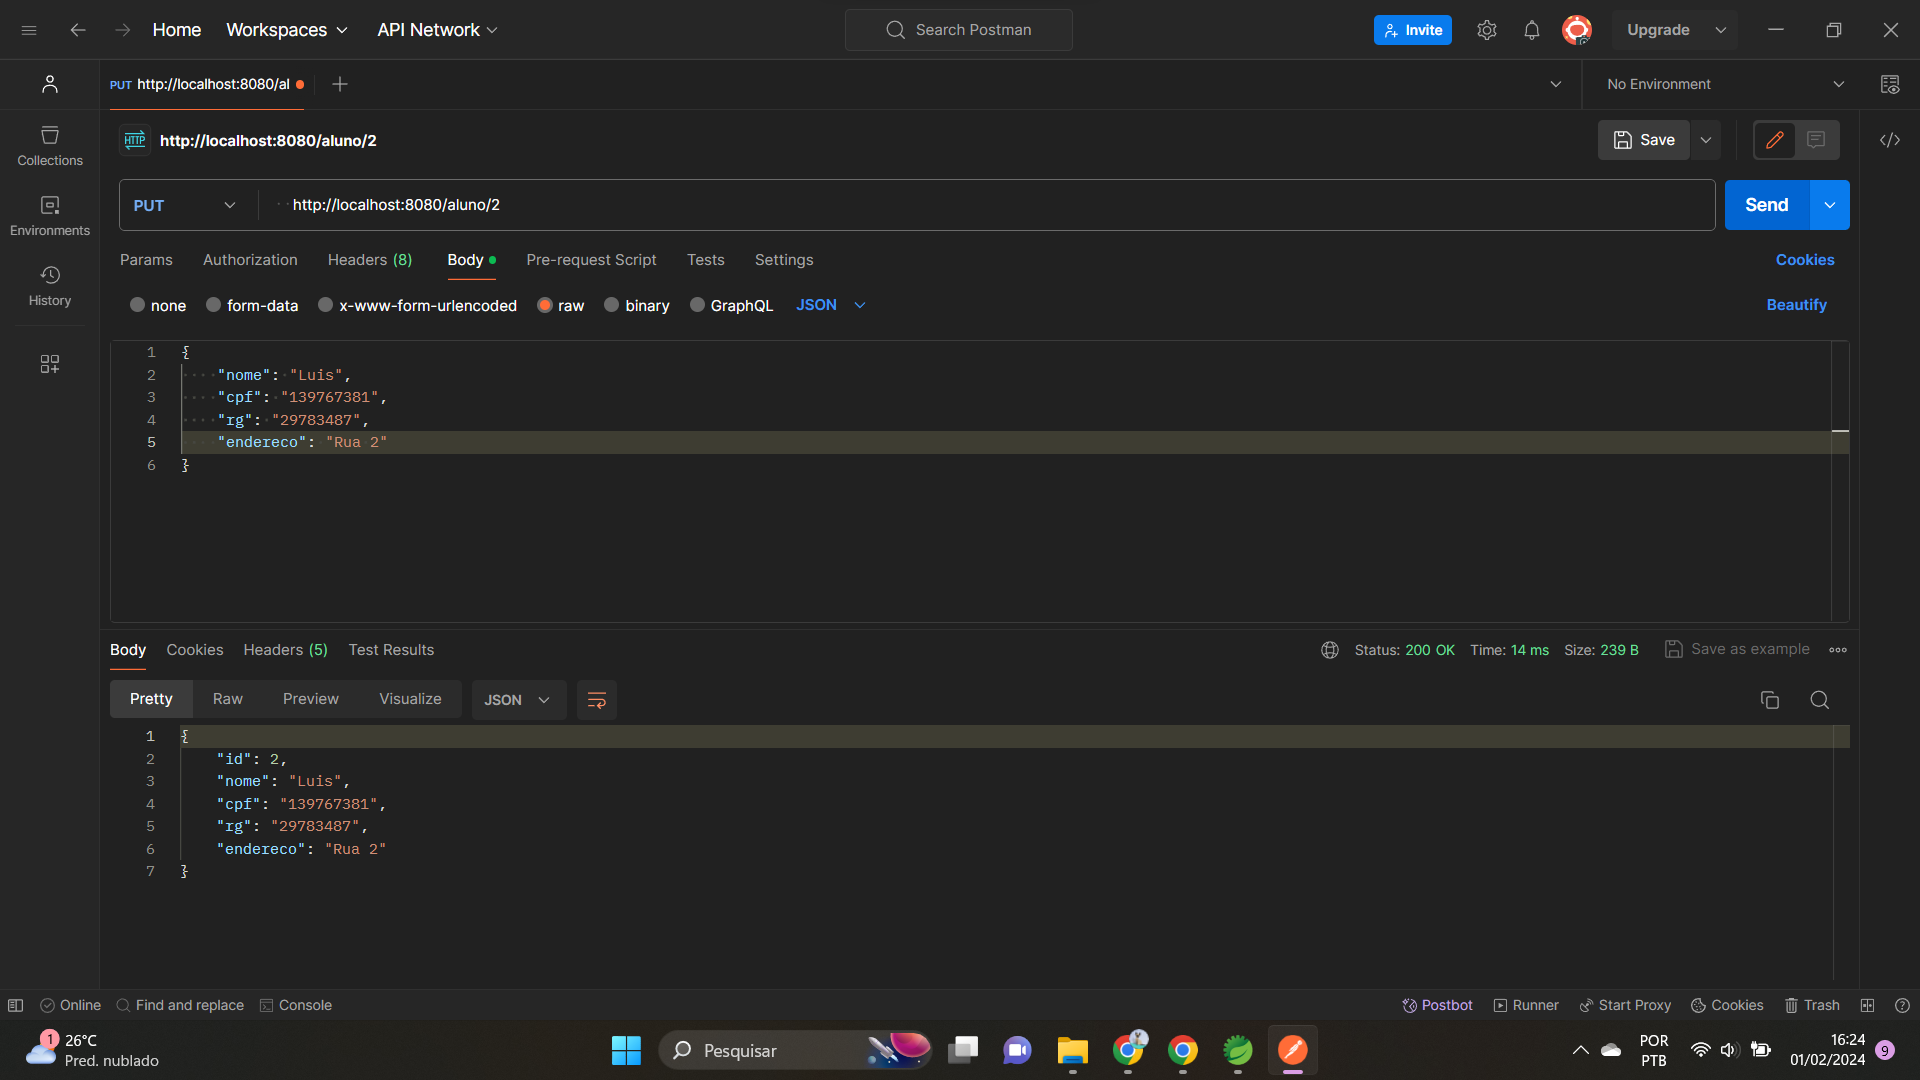 Home Workspaces API Network Search Postman Invite Upgrade
PUT http://localhost:8080/al No Environment
HTTP http://localhost:8080/aluno/2 Save
Collections
Environments
History
PUT http://localhost:8080/aluno/2 Send
Params Authorization Headers (8) Body Pre-request Script Tests Settings Cookies
none form-data x-www-form-urlencoded raw binary GraphQL JSON Beautify
1 {
2 "nome": "Luis",
3 "cpf": "139767381",
4 "rg": "29783487",
5 "endereco": "Rua 2"
6 }
Body Cookies Headers (5) Test Results Status: 200 OK Time: 14 ms Size: 239 B Save as example
Pretty Raw Preview Visualize JSON
1 {
2 "id": 2,
3 "nome": "Luis",
4 "cpf": "139767381",
5 "rg": "29783487",
6 "endereco": "Rua 2"
7 }
Online Find and replace Console Postbot Runner Start Proxy Cookies Trash
1 26°C
Pred. nublado
Pesquisar
POR
PTB
16:24
01/02/2024
9